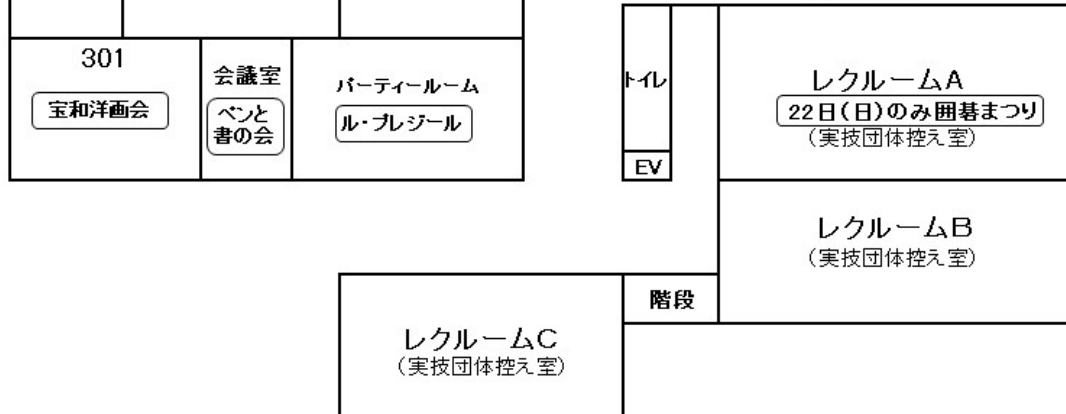 301
宝和洋画会
会議室
ペンと
書の会
パーティールーム
ル・プレジール
トイレ
EV
レクルームA
22日(日)のみ囲碁まつり
(実技団体控え室)
レクルームB
(実技団体控え室)
階段
レクルームC
(実技団体控え室)